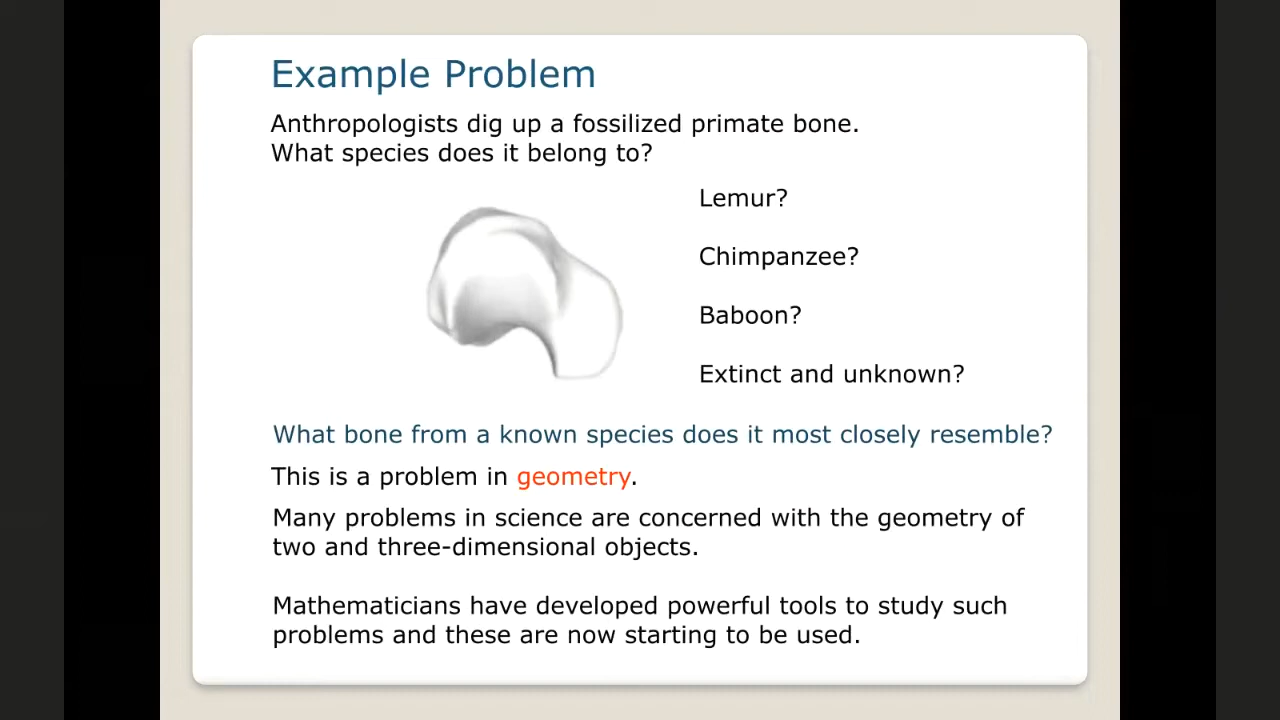 Example Problem
Anthropologists dig up a fossilized primate bone.
What species does it belong to?
Lemur?
Chimpanzee?
Baboon?
Extinct and unknown?
What bone from a known species does it most closely resemble?
This is a problem in geometry.
Many problems in science are concerned with the geometry of
two and three-dimensional objects.
Mathematicians have developed powerful tools to study such
problems and these are now starting to be used.